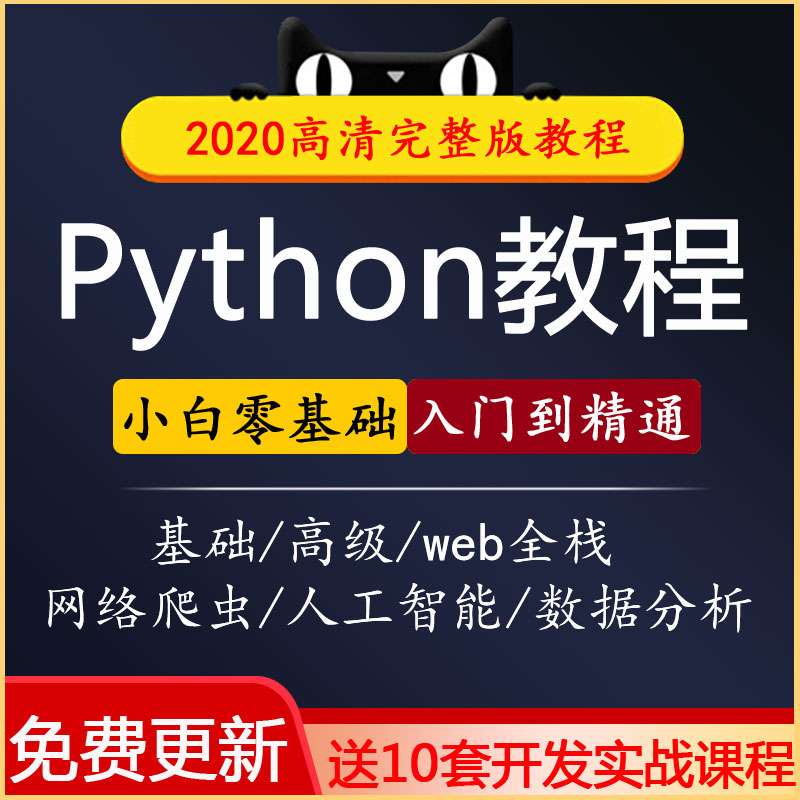 2020高清完整版教程
Python教程
小白零基础 入门到精通
基础/高级/web全栈
网络爬虫/人工智能/数据分析
免费更新
送10套开发实战课程